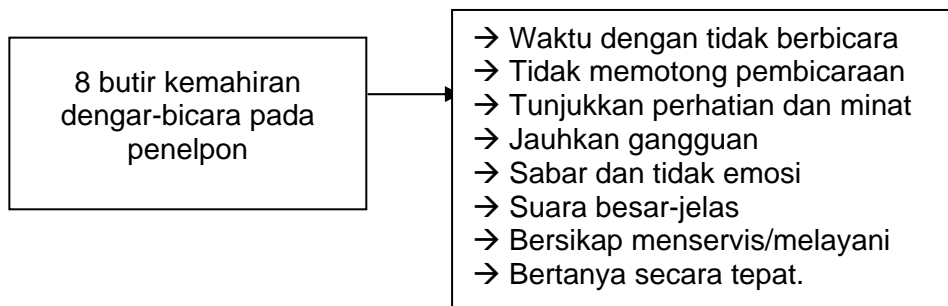 8 butir kemahiran
dengar-bicara pada
penelpon
→ Waktu dengan tidak berbicara
→ Tidak memotong pembicaraan
→ Tunjukkan perhatian dan minat
→ Jauhkan gangguan
→ Sabar dan tidak emosi
→ Suara besar-jelas
→ Bersikap menservis/melayani
→ Bertanya secara tepat.